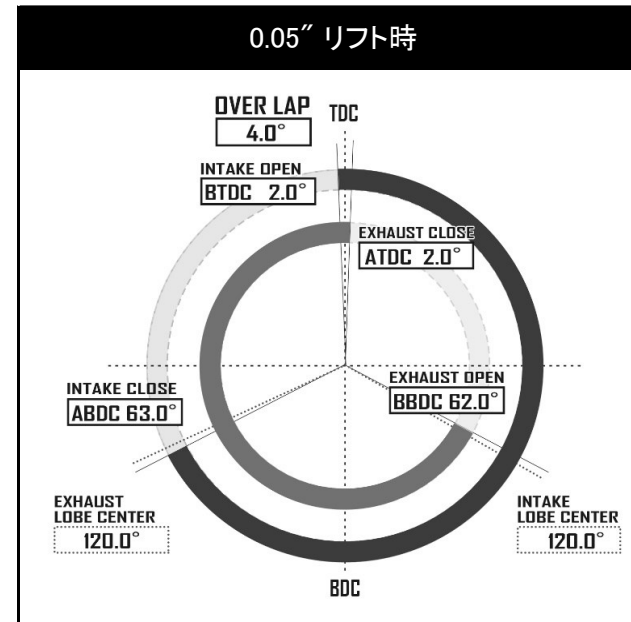 0.05″ リフト時
OVER LAP
4.0°
TDC
INTAKE OPEN
BTDC 2.0°
EXHAUST CLOSE
ATDC 2.0°
INTAKE CLOSE
ABDC 63.0°
EXHAUST OPEN
BBDC 62.0°
EXHAUST
LOBE CENTER
120.0°
INTAKE
LOBE CENTER
120.0°
BDC